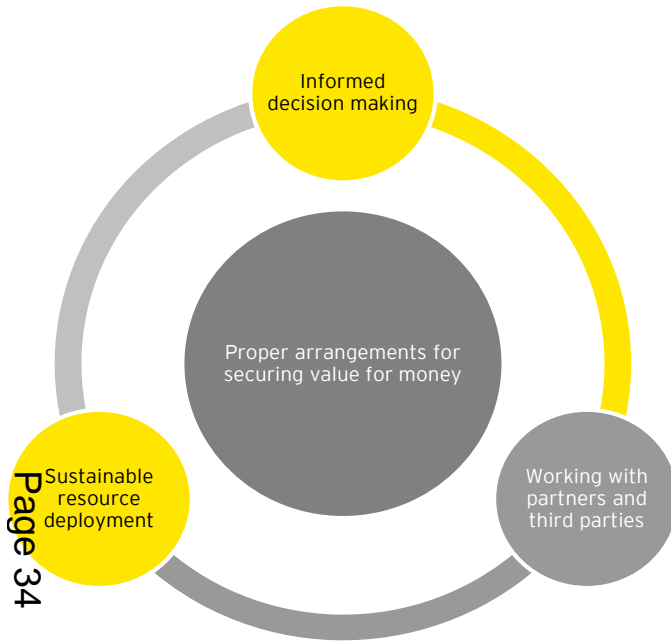 Informed
decision making
Proper arrangements for
securing value for money
Sustainable
resource
deployment
Working with
partners and
third parties
Page 34